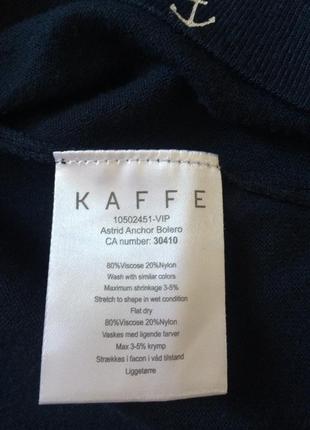 KAFFE
10502451-VIP
Astrid Anchor Bolero
CA number: 30410
80%Viscose 20%Nylon
Wash with similar colors
Maximum shrinkage 3-5%
Stretch to shape in wet condition
Flat dry
80%Viscose 20%Nylon
Vaskes med ligende farver
Max 3-5% krymp
Strækkes i facon i våd tilstand
Liggetørre